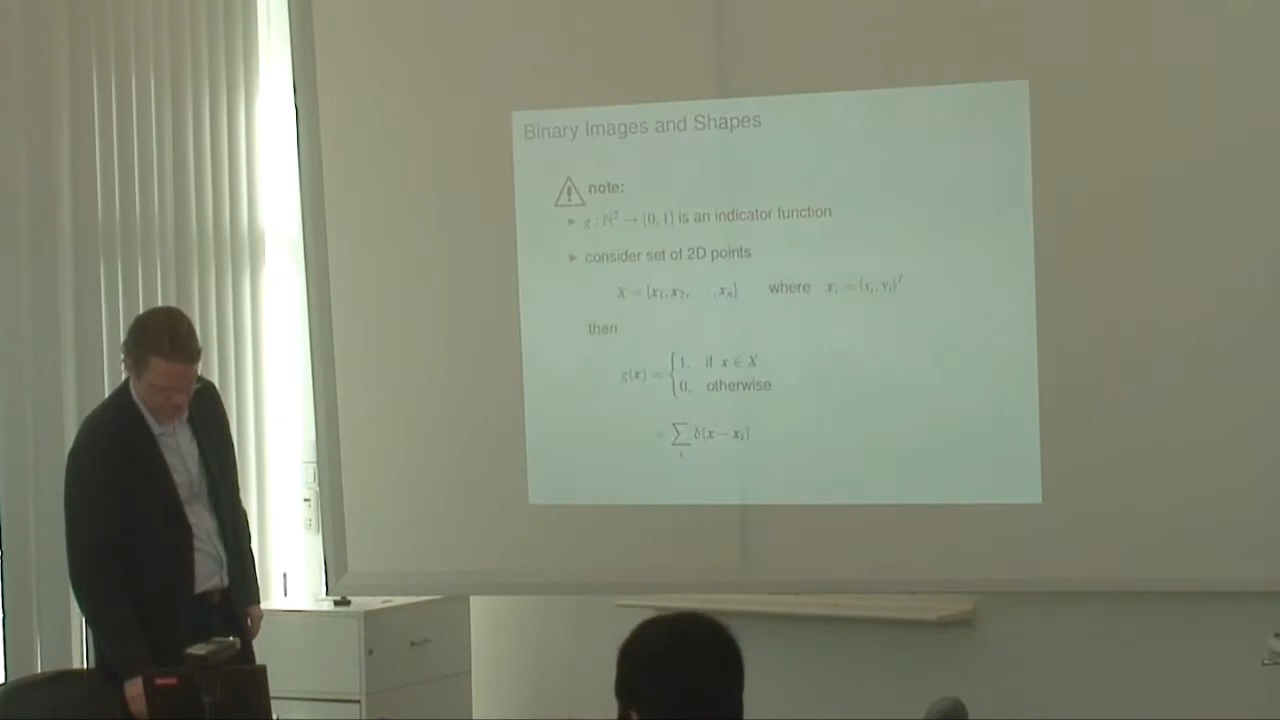 Binary Images and Shapes
note:
▸ g : ℕ² → {0, 1} is an indicator function
▸ consider set of 2D points
X = {x₁, x₂, . . . , xₙ} where xᵢ = (xᵢ, yᵢ)ᵀ
then
g(x) = { 1, if x ∈ X
0, otherwise
= ∑ᵢ δ(x − xᵢ)